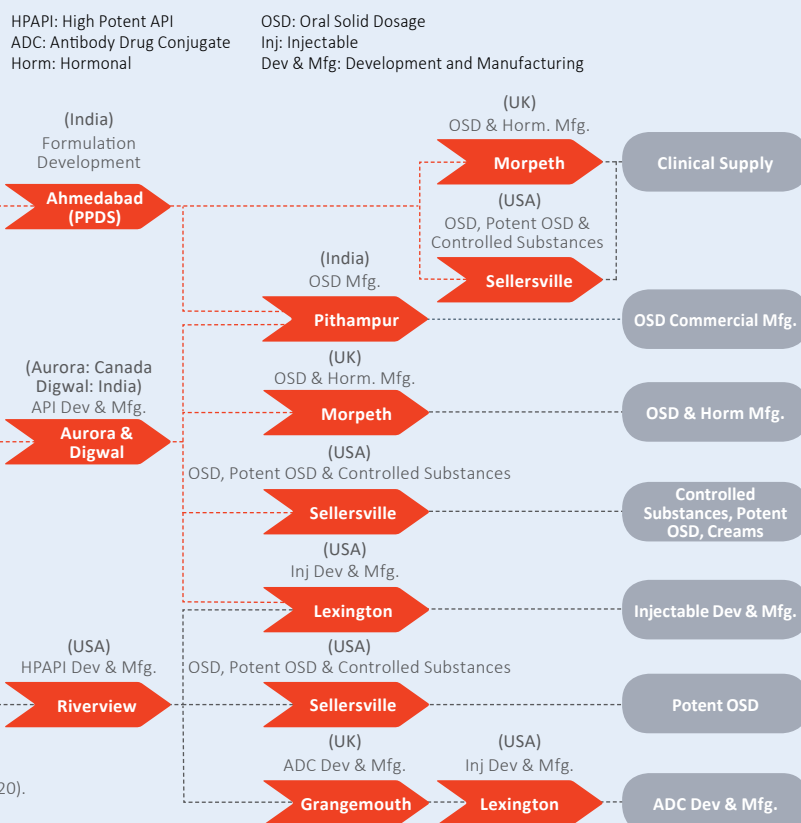 HPAPI: High Potent API
ADC: Antibody Drug Conjugate
Horm: Hormonal
OSD: Oral Solid Dosage
Inj: Injectable
Dev & Mfg: Development and Manufacturing
(India)
Formulation
Development
Ahmedabad
(PPDS)
(UK)
OSD & Horm. Mfg.
Morpeth
Clinical Supply
(USA)
OSD, Potent OSD &
Controlled Substances
Sellersville
(India)
OSD Mfg.
Pithampur
OSD Commercial Mfg.
(Aurora: Canada
Digwal: India)
API Dev & Mfg.
Aurora &
Digwal
(UK)
OSD & Horm. Mfg.
Morpeth
OSD & Horm Mfg.
(USA)
OSD, Potent OSD & Controlled Substances
Sellersville
Controlled
Substances, Potent
OSD, Creams
(USA)
Inj Dev & Mfg.
Lexington
Injectable Dev & Mfg.
(USA)
HPAPI Dev & Mfg.
Riverview
(USA)
OSD, Potent OSD & Controlled Substances
Sellersville
Potent OSD
(UK)
ADC Dev & Mfg.
Grangemouth
(USA)
Inj Dev & Mfg.
Lexington
ADC Dev & Mfg.
20).